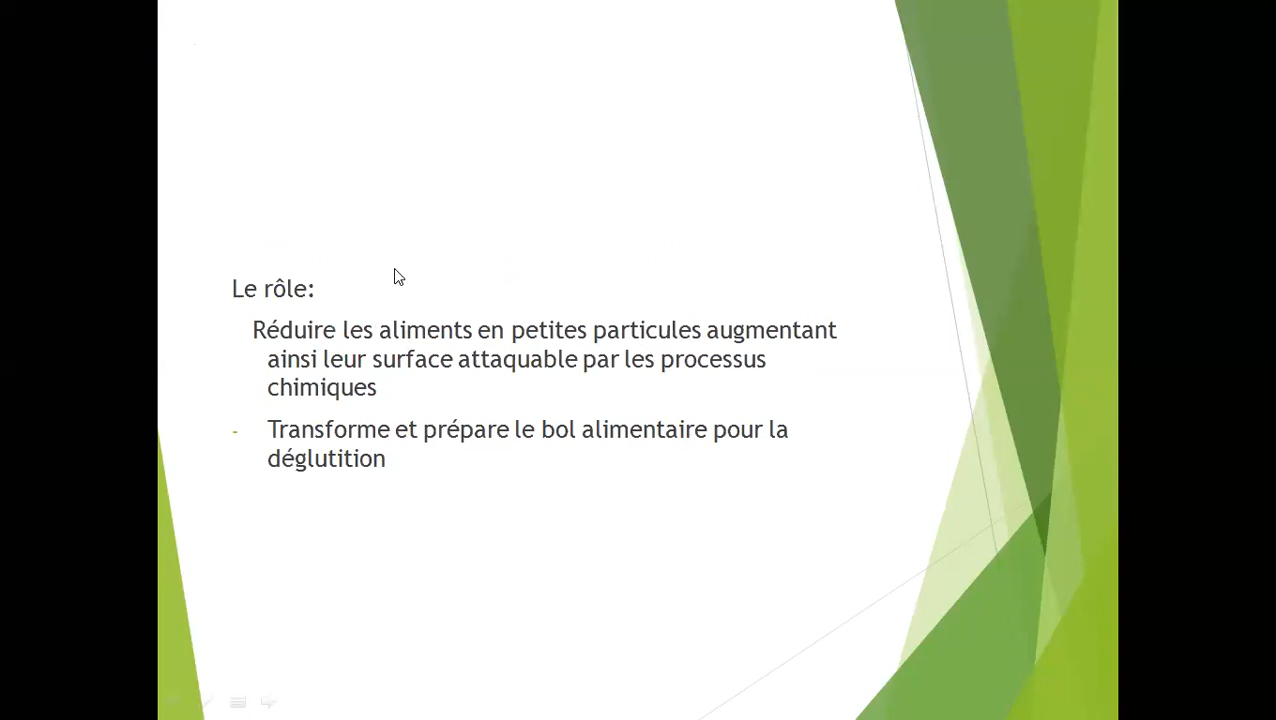 Le rôle:
Réduire les aliments en petites particules augmentant
ainsi leur surface attaquable par les processus
chimiques
- Transforme et prépare le bol alimentaire pour la
déglutition